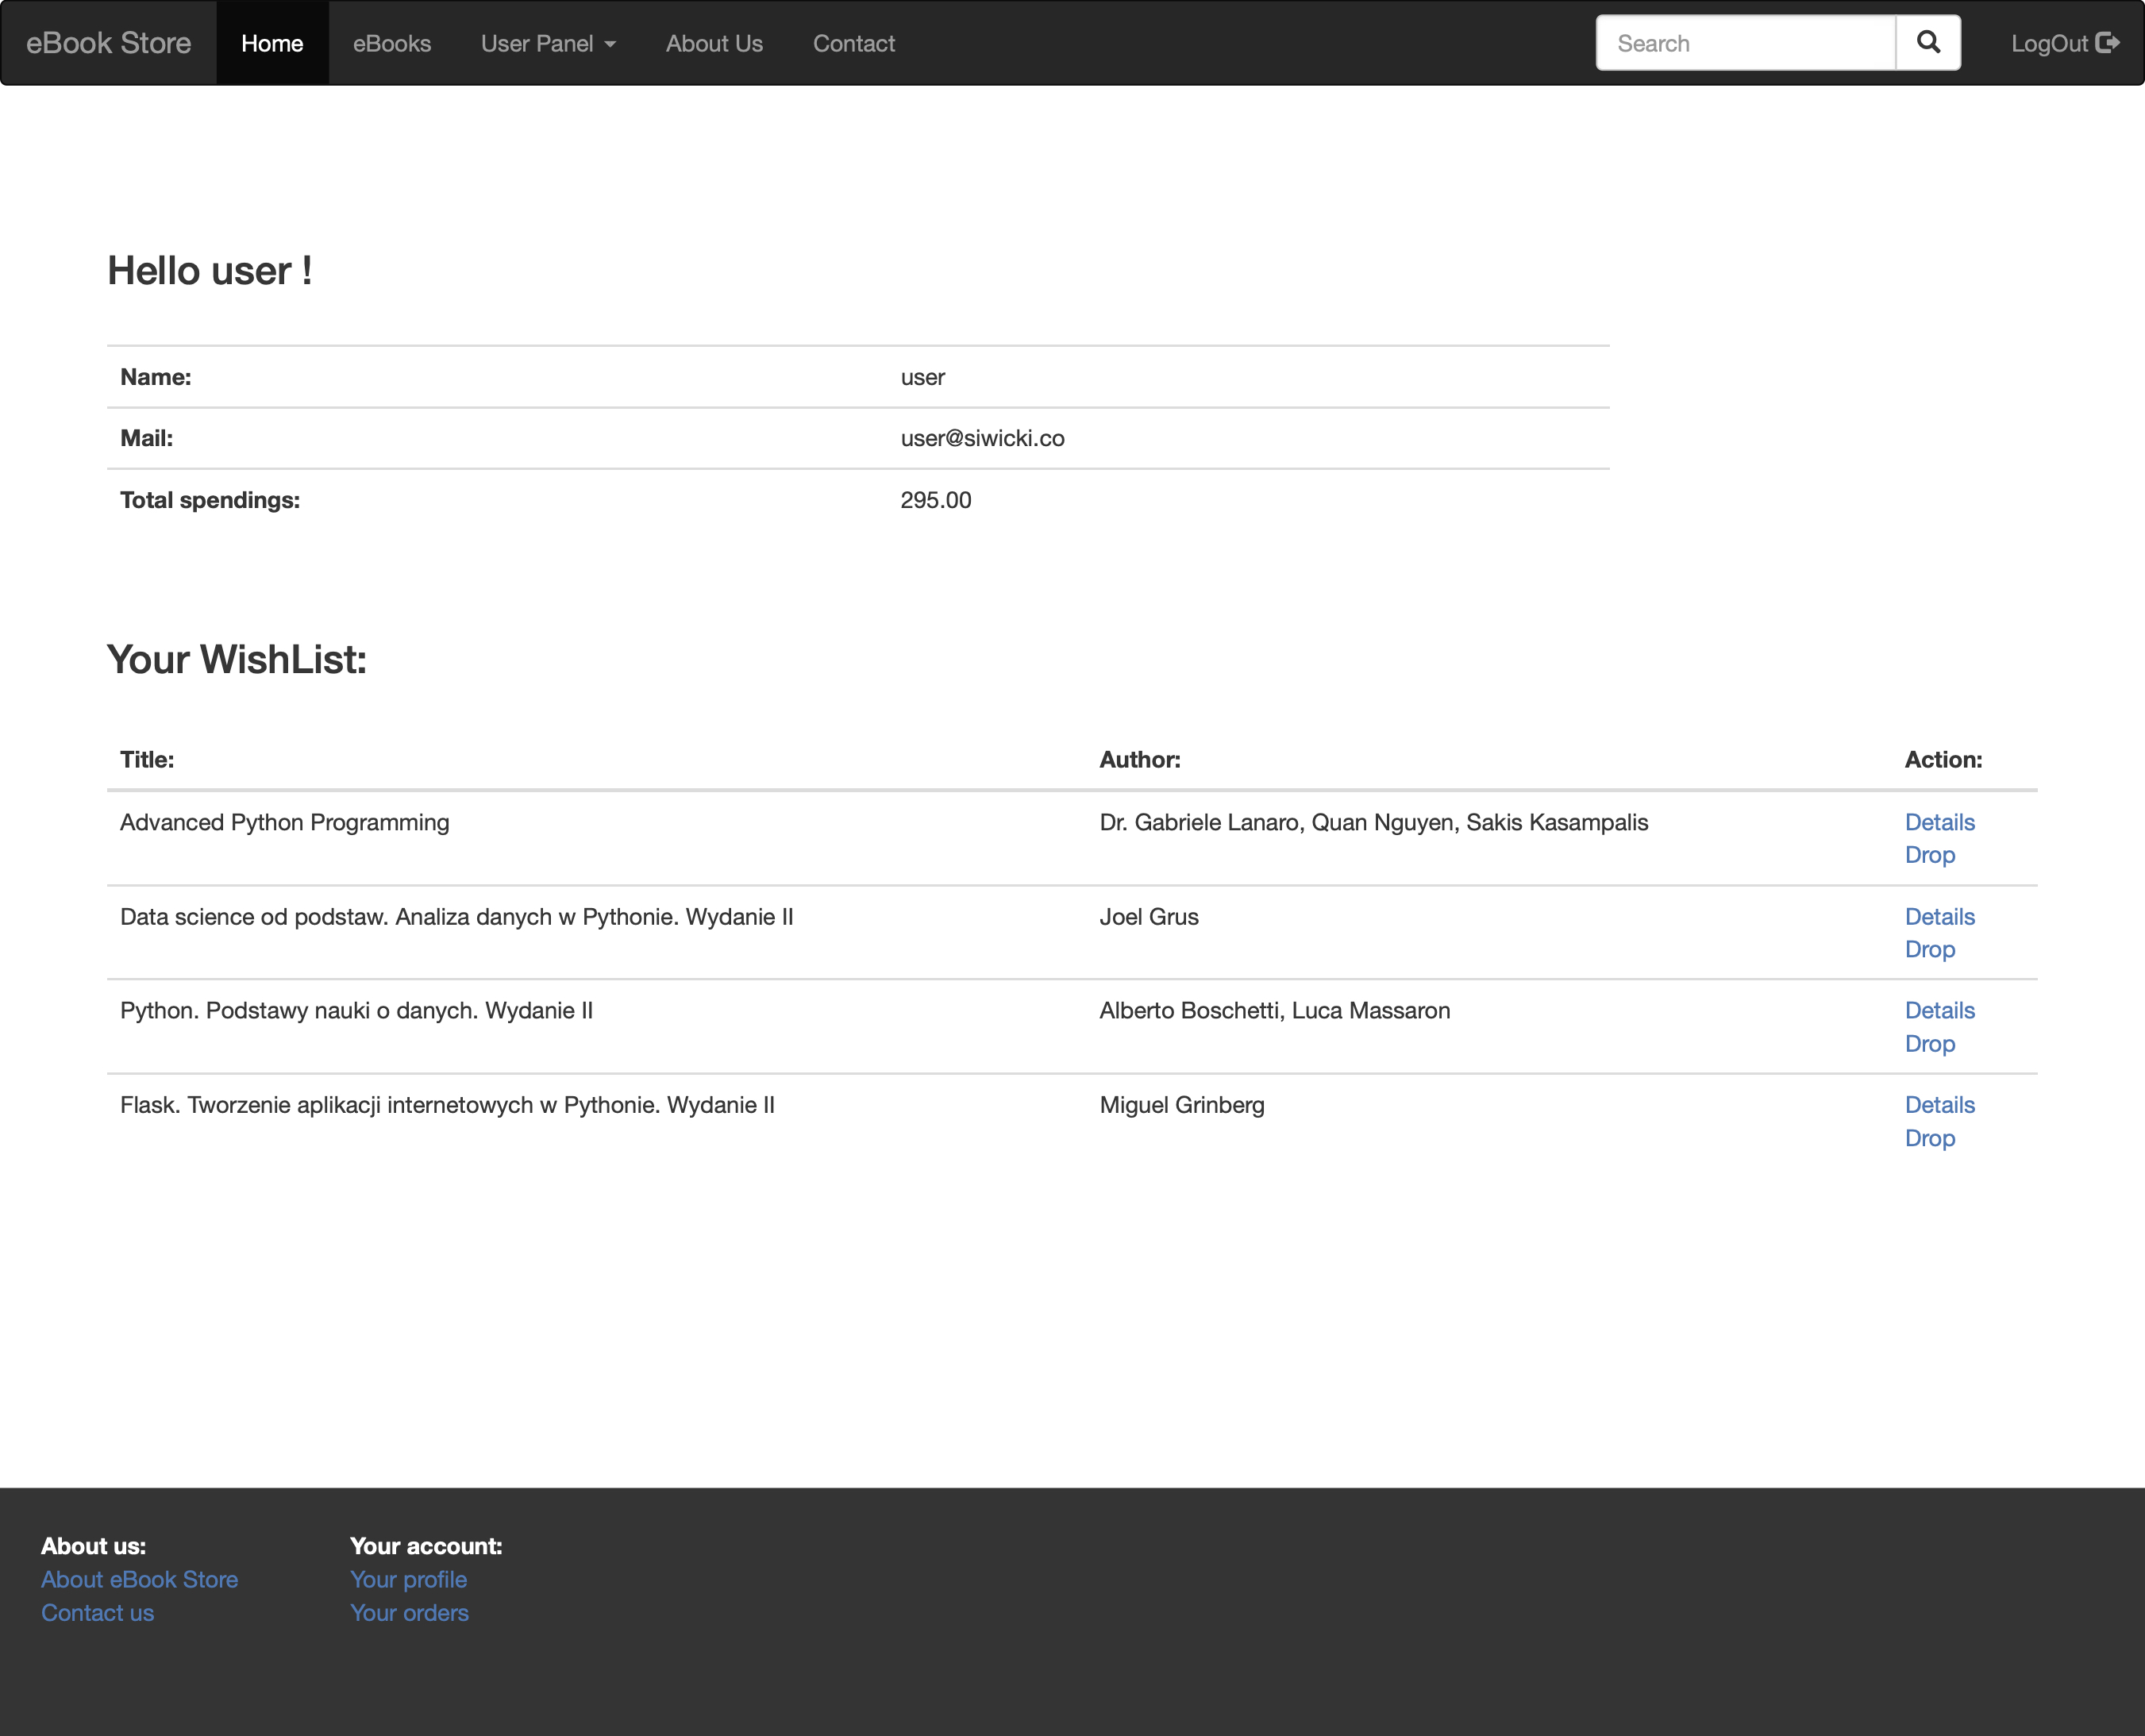 eBook Store Home eBooks User Panel About Us Contact Search LogOut
Hello user !
Name: user
Mail: user@siwicki.co
Total spendings: 295.00
Your WishList:
Title: Author: Action:
Advanced Python Programming Dr. Gabriele Lanaro, Quan Nguyen, Sakis Kasampalis Details
Drop
Data science od podstaw. Analiza danych w Pythonie. Wydanie II Joel Grus Details
Drop
Python. Podstawy nauki o danych. Wydanie II Alberto Boschetti, Luca Massaron Details
Drop
Flask. Tworzenie aplikacji internetowych w Pythonie. Wydanie II Miguel Grinberg Details
Drop
About us: Your account:
About eBook Store Your profile
Contact us Your orders